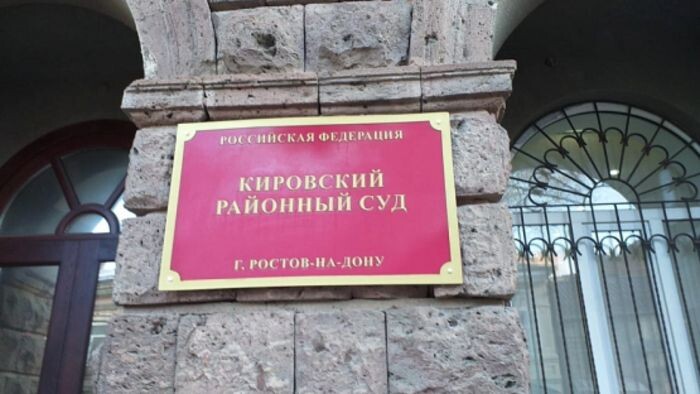 РОССИЙСКАЯ ФЕДЕРАЦИЯ
КИРОВСКИЙ
РАЙОННЫЙ СУД
Г. РОСТОВ-НА-ДОНУ